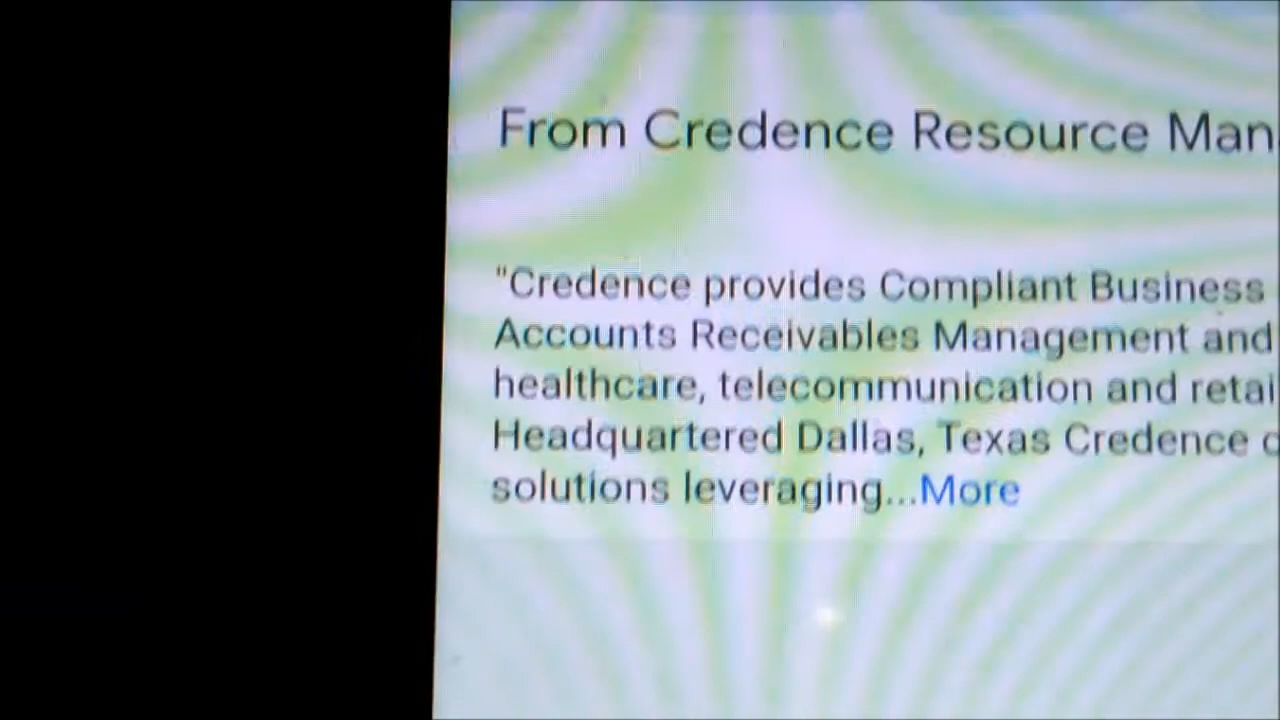 From Credence Resource Man
"Credence provides Compliant Business
Accounts Receivables Management and
healthcare, telecommunication and retai
Headquartered Dallas, Texas Credence
solutions leveraging...More